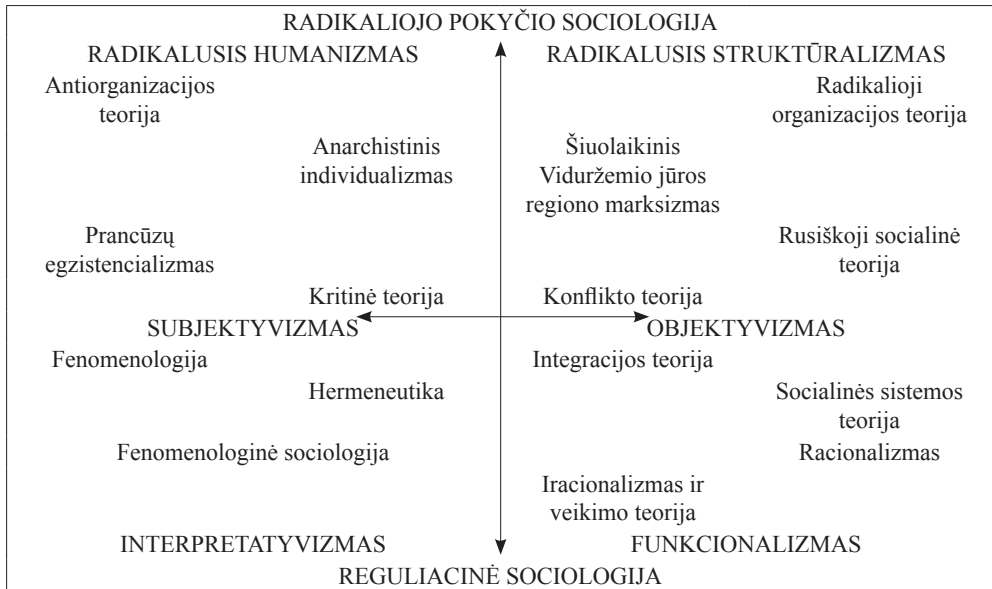 RADIKALIOJO POKYČIO SOCIOLOGIJA
RADIKALUSIS HUMANIZMAS
RADIKALUSIS STRUKTŪRALIZMAS
Antiorganizacijos
teorija
Radikalioji
organizacijos teorija
Anarchistinis
individualizmas
Šiuolaikinis
Viduržemio jūros
regiono marksizmas
Prancūzų
egzistencializmas
Rusiškoji socialinė
teorija
Kritinė teorija
Konflikto teorija
SUBJEKTYVIZMAS
OBJEKTYVIZMAS
Fenomenologija
Integracijos teorija
Hermeneutika
Socialinės sistemos
teorija
Fenomenologinė sociologija
Racionalizmas
Iracionalizmas ir
veikimo teorija
INTERPRETATYVIZMAS
FUNKCIONALIZMAS
REGULIACINĖ SOCIOLOGIJA